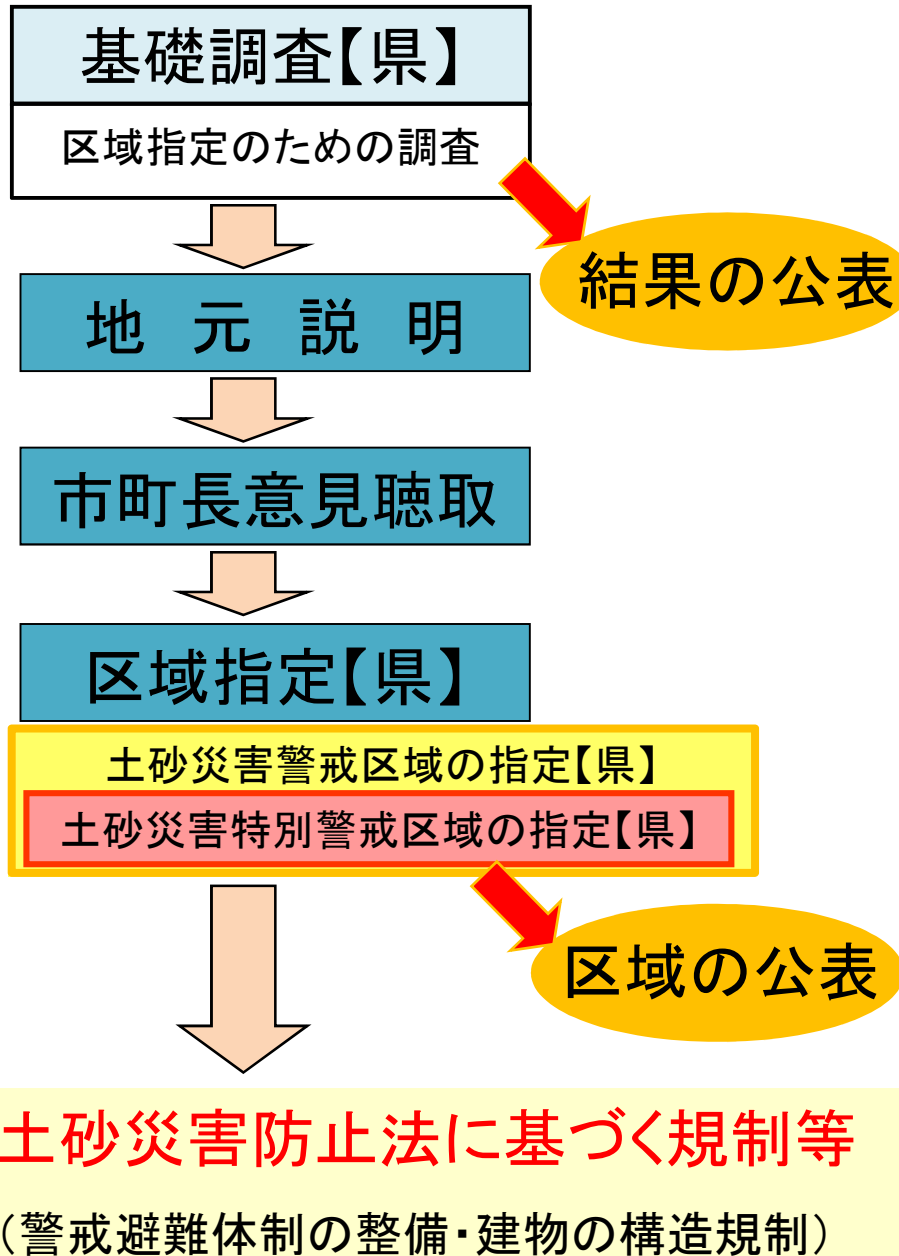 基礎調査【県】
区域指定のための調査
結果の公表
地 元 説 明
市町長意見聴取
区域指定【県】
土砂災害警戒区域の指定【県】
土砂災害特別警戒区域の指定【県】
区域の公表
土砂災害防止法に基づく規制等
（警戒避難体制の整備・建物の構造規制）